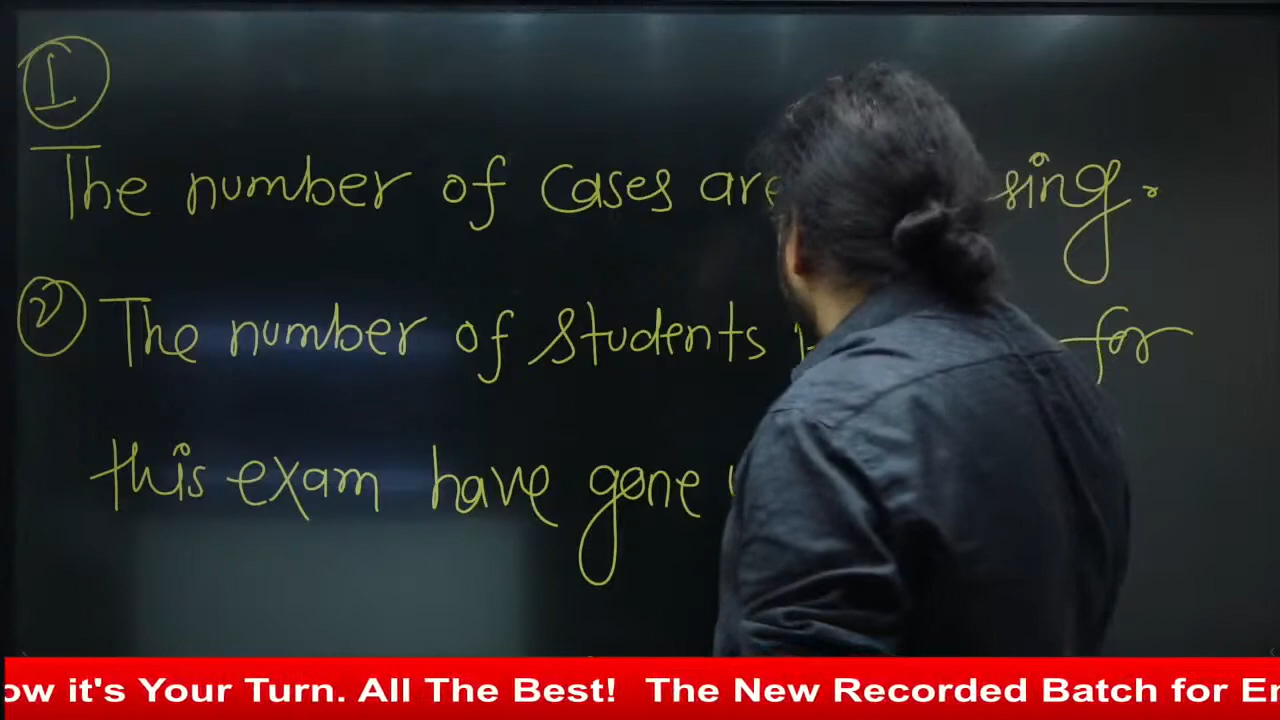 1
The number of cases are sing.
2 The number of students for
this exam have gone
ow it's Your Turn. All The Best! The New Recorded Batch for En